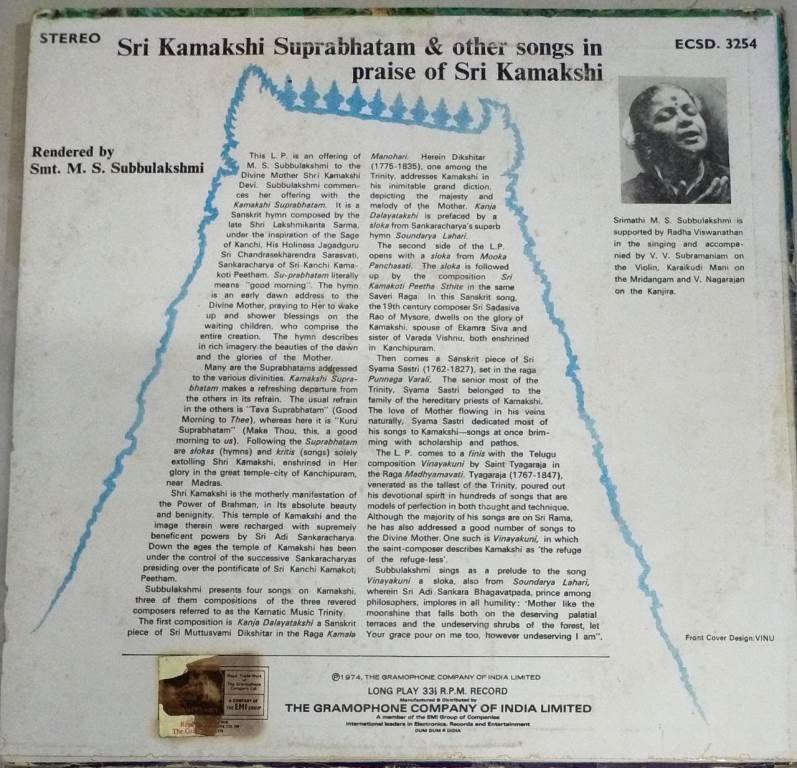 STEREO
Sri Kamakshi Suprabhatam & other songs in
praise of Sri Kamakshi
ECSD. 3254
Rendered by
Smt. M. S. Subbulakshmi
This L. P. is an offering of
M. S. Subbulakshmi to the
Divine Mother Shri Kamakshi
Devi. Subbulakshmi commen-
ces her offering with the
Kamakshi Suprabhatam. It is a
Sanskrit hymn composed by the
late Shri Lakshmikanta Sarma,
under the inspiration of the Sage
of Kanchi, His Holiness Jagadguru
Sri Chandrasekharendra Sarasvati,
Sankaracharya of Sri Kanchi Kama-
koti Peetham. Su-prabhatam literally
means "good morning". The hymn
is an early dawn address to the
Divine Mother, praying to Her to wake
up and shower blessings on the
waiting children, who comprise the
entire creation. The hymn describes
in rich imagery the beauties of the dawn
and the glories of the Mother.
Many are the Suprabhatams addressed
to the various divinities. Kamakshi Supra-
bhatam makes a refreshing departure from
the others in its refrain. The usual refrain
in the others is "Tava Suprabhatam" (Good
Morning to Thee), whereas here it is "Kuru
Suprabhatam" (Make Thou, this, a good
morning to us). Following the Suprabhatam
are slokas (hymns) and kritis (songs) solely
extolling Shri Kamakshi, enshrined in Her
glory in the great temple-city of Kanchipuram,
near Madras.
Shri Kamakshi is the motherly manifestation of
the Power of Brahman, in Its absolute beauty
and benignity. This temple of Kamakshi and the
image therein were recharged with supremely
beneficent powers by Sri Adi Sankaracharya.
Down the ages the temple of Kamakshi has been
under the control of the successive Sankaracharyas
presiding over the pontificate of Sri Kanchi Kamakoti
Peetham.
Subbulakshmi presents four songs on Kamakshi,
three of them compositions of the three revered
composers referred to as the Karnatic Music Trinity.
The first composition is Kanja Dalayatakshi a Sanskrit
piece of Sri Muttusvami Dikshitar in the Raga Kamala
Manohari. Herein Dikshitar
(1775-1835), one among the
Trinity, addresses Kamakshi in
his inimitable grand diction,
depicting the majesty and
melody of the Mother. Kanja
Dalayatakshi is prefaced by a
sloka from Sankaracharya's superb
hymn Soundarya Lahari.
The second side of the L.P.
opens with a sloka from Mooka
Panchasati. The sloka is followed
up by the composition Sri
Kamakoti Peetha Sthite in the same
Saveri Raga. In this Sanskrit song,
the 19th century composer Sri Sadasiva
Rao of Mysore, dwells on the glory of
Kamakshi, spouse of Ekamra Siva and
sister of Varada Vishnu, both enshrined
in Kanchipuram.
Then comes a Sanskrit piece of Sri
Syama Sastri (1762-1827), set in the raga
Punnaga Varali. The senior most of the
Trinity, Syama Sastri belonged to the
family of the hereditary priests of Kamakshi.
The love of Mother flowing in his veins
naturally, Syama Sastri dedicated most of
his songs to Kamakshi—songs at once brim-
ming with scholarship and pathos.
The L. P. comes to a finis with the Telugu
composition Vinayakuni by Saint Tyagaraja in
the Raga Madhyamavati. Tyagaraja (1767-1847),
venerated as the tallest of the Trinity, poured out
his devotional spirit in hundreds of songs that are
models of perfection in both thought and technique.
Although the majority of his songs are on Sri Rama,
he has also addressed a good number of songs to
the Divine Mother. One such is Vinayakuni, in which
the saint-composer describes Kamakshi as 'the refuge
of the refuge-less'.
Subbulakshmi sings as a prelude to the song
Vinayakuni a sloka, also from Soundarya Lahari,
wherein Sri Adi Sankara Bhagavatpada, prince among
philosophers, implores in all humility: 'Mother like the
moonshine that falls both on the deserving palatial
terraces and the undeserving shrubs of the forest, let
Your grace pour on me too, however undeserving I am".
Srimathi M. S. Subbulakshmi is
supported by Radha Viswanathan
in the singing and accompa-
nied by V. V. Subramaniam on
the Violin, Karaikudi Mani on
the Mridangam and V. Nagarajan
on the Kanjira.
Front Cover Design: VINU
℗1974, THE GRAMOPHONE COMPANY OF INDIA LIMITED
LONG PLAY 33⅓ R.P.M. RECORD
Manufactured & Distributed by
THE GRAMOPHONE COMPANY OF INDIA LIMITED
A member of the EMI Group of Companies
International leaders in Electronics, Records and Entertainment
DUM DUM INDIA
A COMPANY OF
THE EMI GROUP